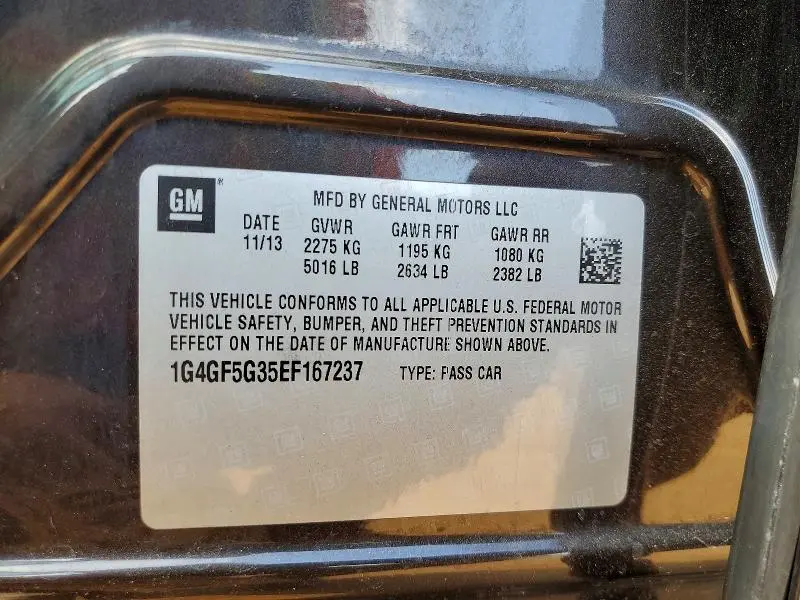 GM
MFD BY GENERAL MOTORS LLC
DATE GVWR GAWR FRT GAWR RR
11/13 2275 KG 1195 KG 1080 KG
5016 LB 2634 LB 2382 LB
THIS VEHICLE CONFORMS TO ALL APPLICABLE U.S. FEDERAL MOTOR
VEHICLE SAFETY, BUMPER, AND THEFT PREVENTION STANDARDS IN
EFFECT ON THE DATE OF MANUFACTURE SHOWN ABOVE.
1G4GF5G35EF167237 TYPE: PASS CAR